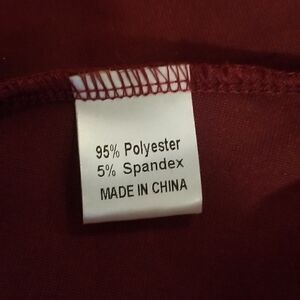 95% Polyester
5% Spandex
MADE IN CHINA